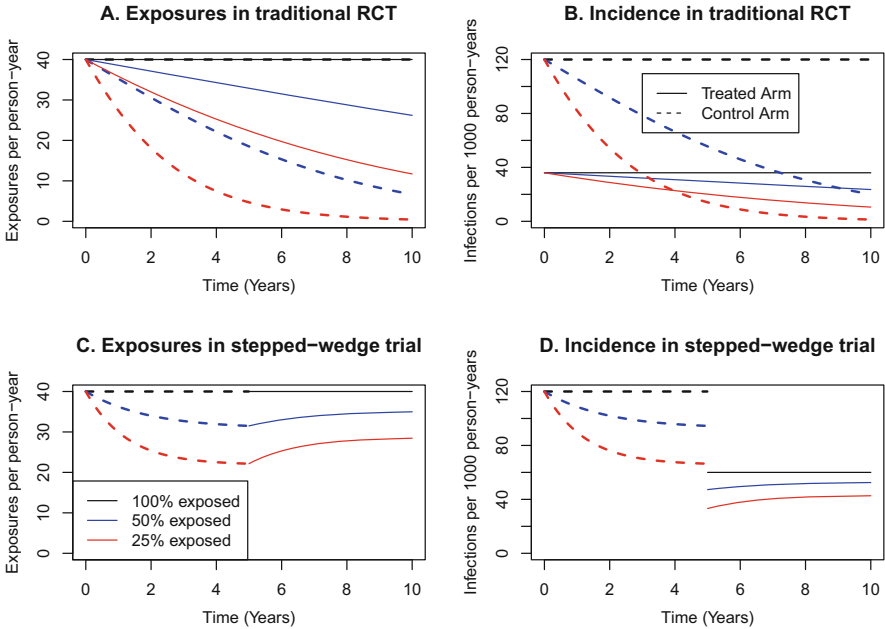 A. Exposures in traditional RCT
Exposures per person−year
0 10 20 30 40
0 2 4 6 8 10
Time (Years)
B. Incidence in traditional RCT
Infections per 1000 person−years
0 40 80 120
Treated Arm
Control Arm
0 2 4 6 8 10
Time (Years)
C. Exposures in stepped−wedge trial
Exposures per person−year
0 10 20 30 40
100% exposed
50% exposed
25% exposed
0 2 4 6 8 10
Time (Years)
D. Incidence in stepped−wedge trial
Infections per 1000 person−years
0 40 80 120
0 2 4 6 8 10
Time (Years)